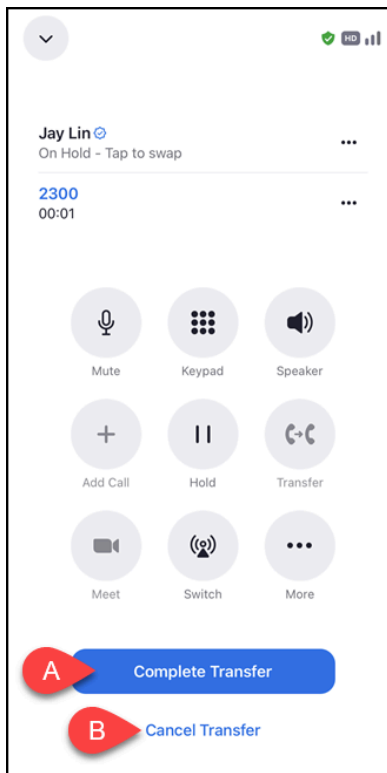 HD
Jay Lin
On Hold - Tap to swap
2300
00:01
Mute Keypad Speaker
Add Call Hold Transfer
Meet Switch More
A Complete Transfer
B Cancel Transfer